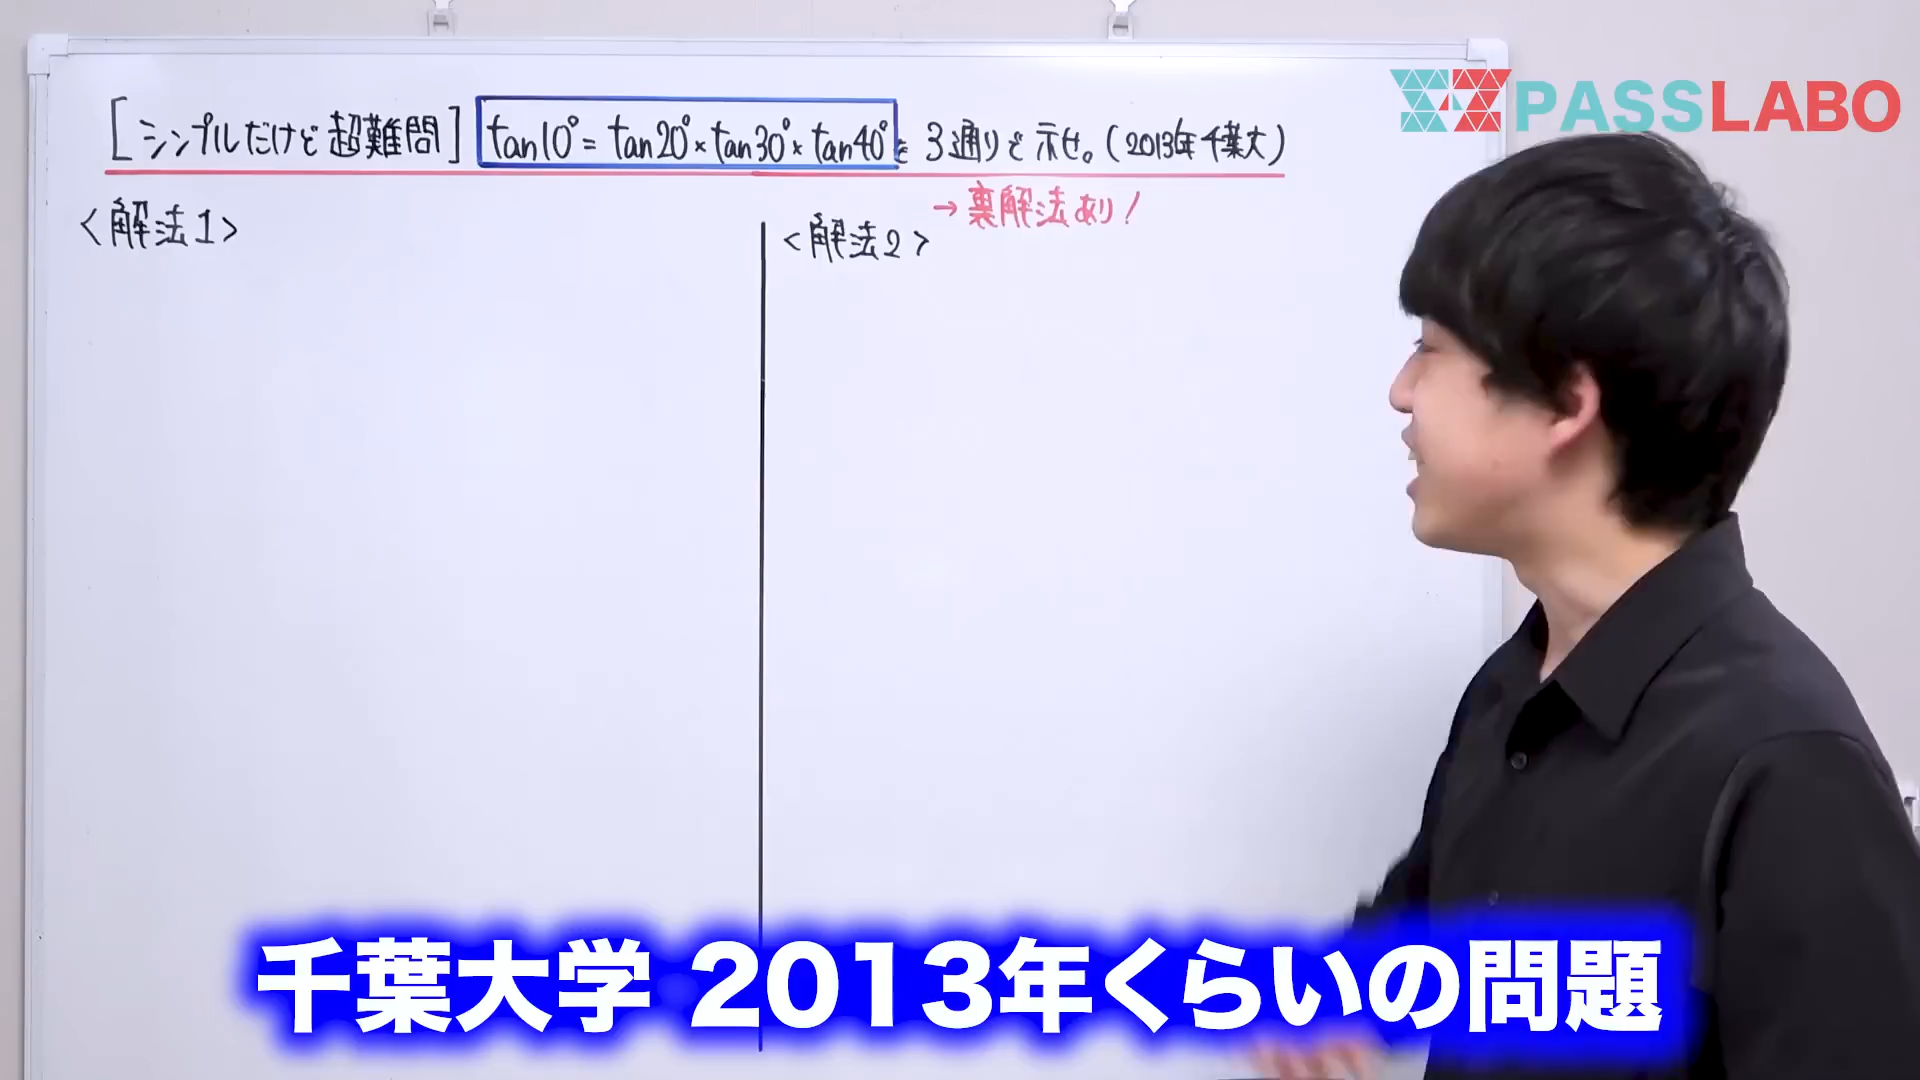 PASSLABO
[シンプルだけど超難問] tan10°=tan20°×tan30°×tan40°を3通りで示せ。(2013年千葉大)
→裏解法あり!
<解法1>
<解法2>
千葉大学 2013年くらいの問題